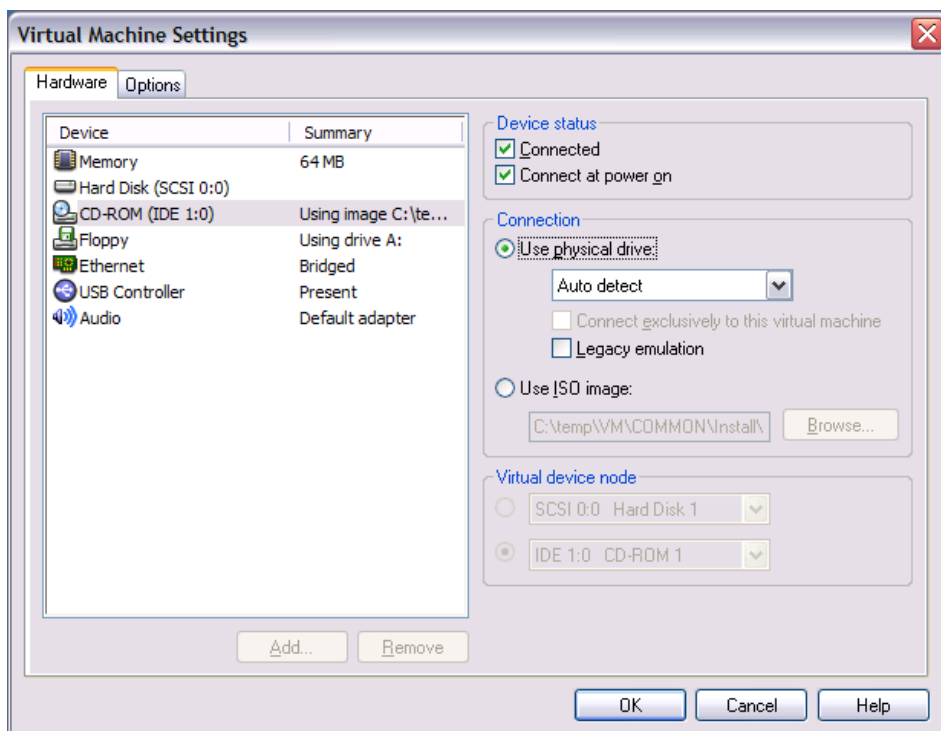 Virtual Machine Settings
Hardware Options
Device Summary
Memory 64 MB
Hard Disk (SCSI 0:0)
CD-ROM (IDE 1:0) Using image C:\te...
Floppy Using drive A:
Ethernet Bridged
USB Controller Present
Audio Default adapter
Add... Remove
Device status
Connected
Connect at power on
Connection
Use physical drive:
Auto detect
Connect exclusively to this virtual machine
Legacy emulation
Use ISO image:
C:\temp\VM\COMMON\Install\ Browse...
Virtual device node
SCSI 0:0 Hard Disk 1
IDE 1:0 CD-ROM 1
OK Cancel Help